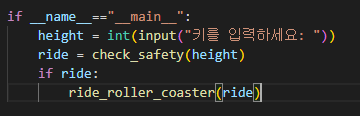 if __name__=="__main__":
    height = int(input("키를 입력하세요: "))
    ride = check_safety(height)
    if ride:
        ride_roller_coaster(ride)